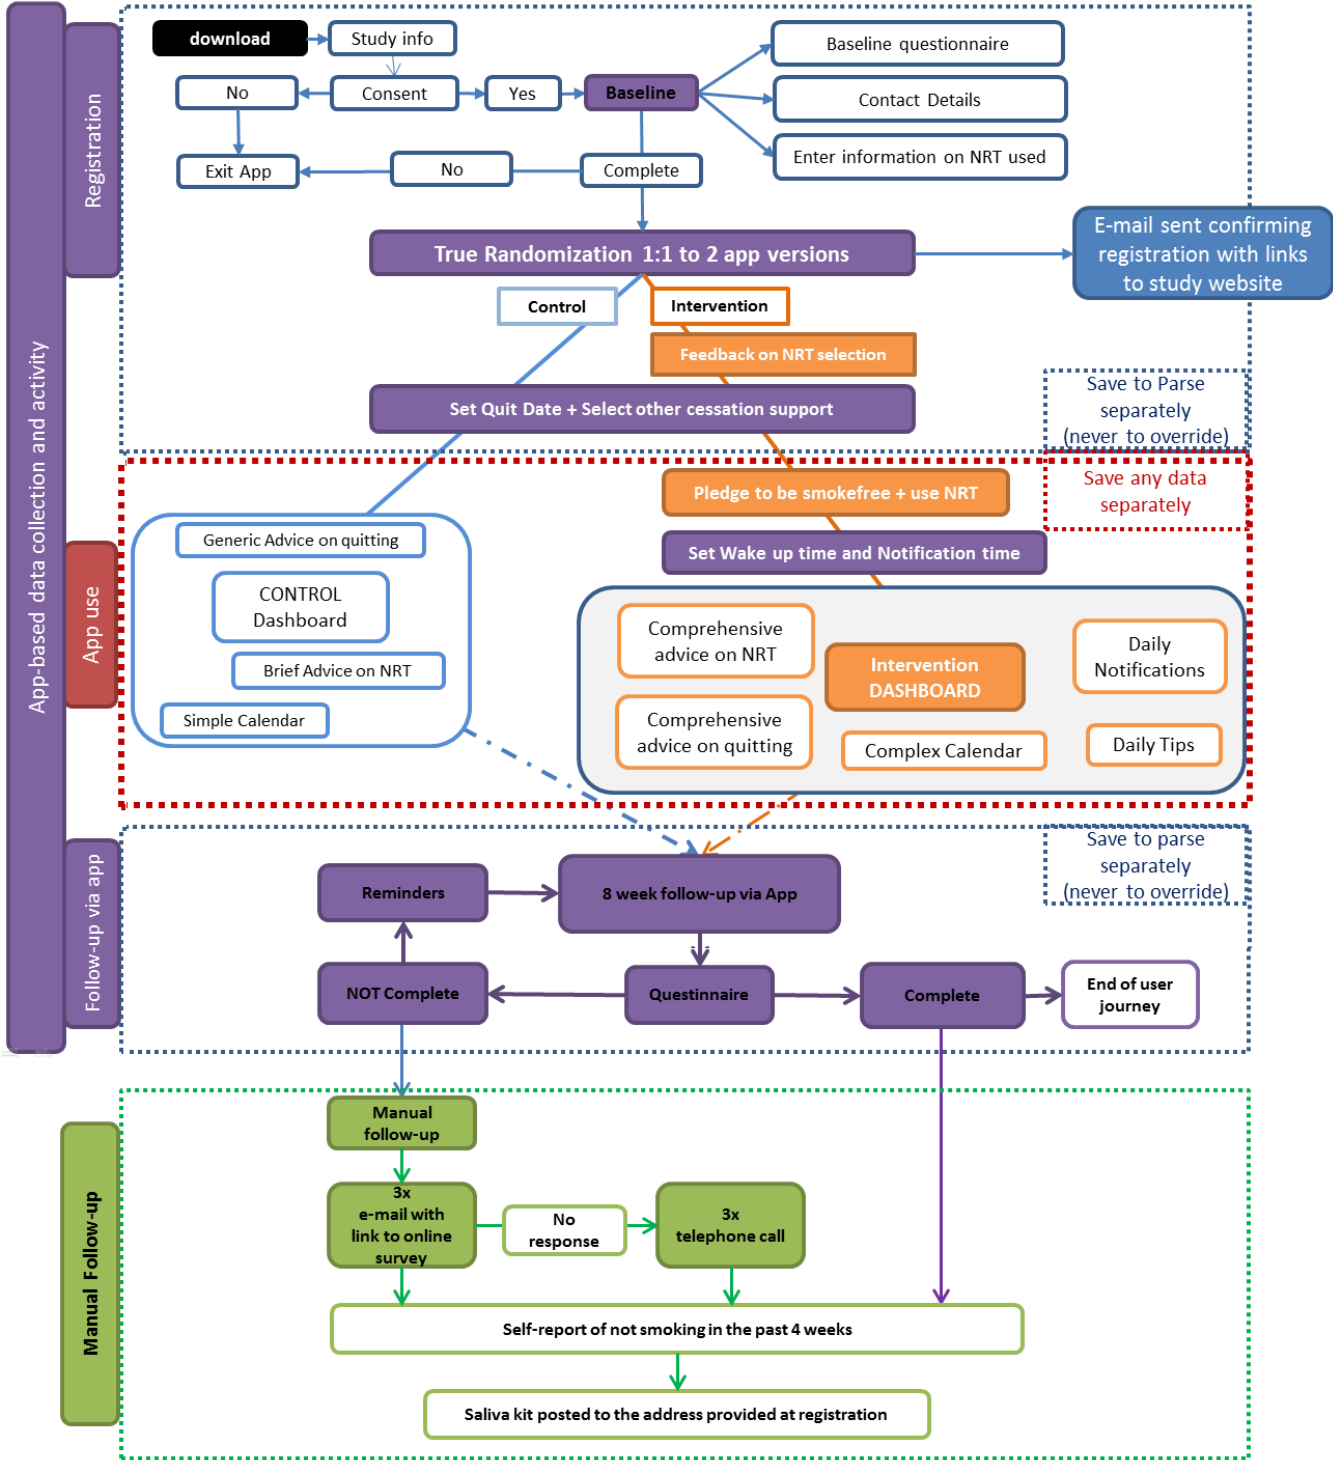 download
Study info
Baseline questionnaire
No
Consent
Yes
Baseline
Contact Details
Exit App
No
Complete
Enter information on NRT used
Registration
True Randomization 1:1 to 2 app versions
E-mail sent confirming
registration with links
to study website
Control
Intervention
Feedback on NRT selection
Set Quit Date + Select other cessation support
Save to Parse
separately
(never to override)
App-based data collection and activity
Save any data
separately
Pledge to be smokefree + use NRT
Set Wake up time and Notification time
App use
Generic Advice on quitting
CONTROL
Dashboard
Brief Advice on NRT
Simple Calendar
Comprehensive
advice on NRT
Intervention
DASHBOARD
Daily
Notifications
Comprehensive
advice on quitting
Complex Calendar
Daily Tips
Follow-up via app
Save to parse
separately
(never to override)
Reminders
8 week follow-up via App
NOT Complete
Questinnaire
Complete
End of user
journey
Manual Follow-up
Manual
follow-up
3x
e-mail with
link to online
survey
No
response
3x
telephone call
Self-report of not smoking in the past 4 weeks
Saliva kit posted to the address provided at registration